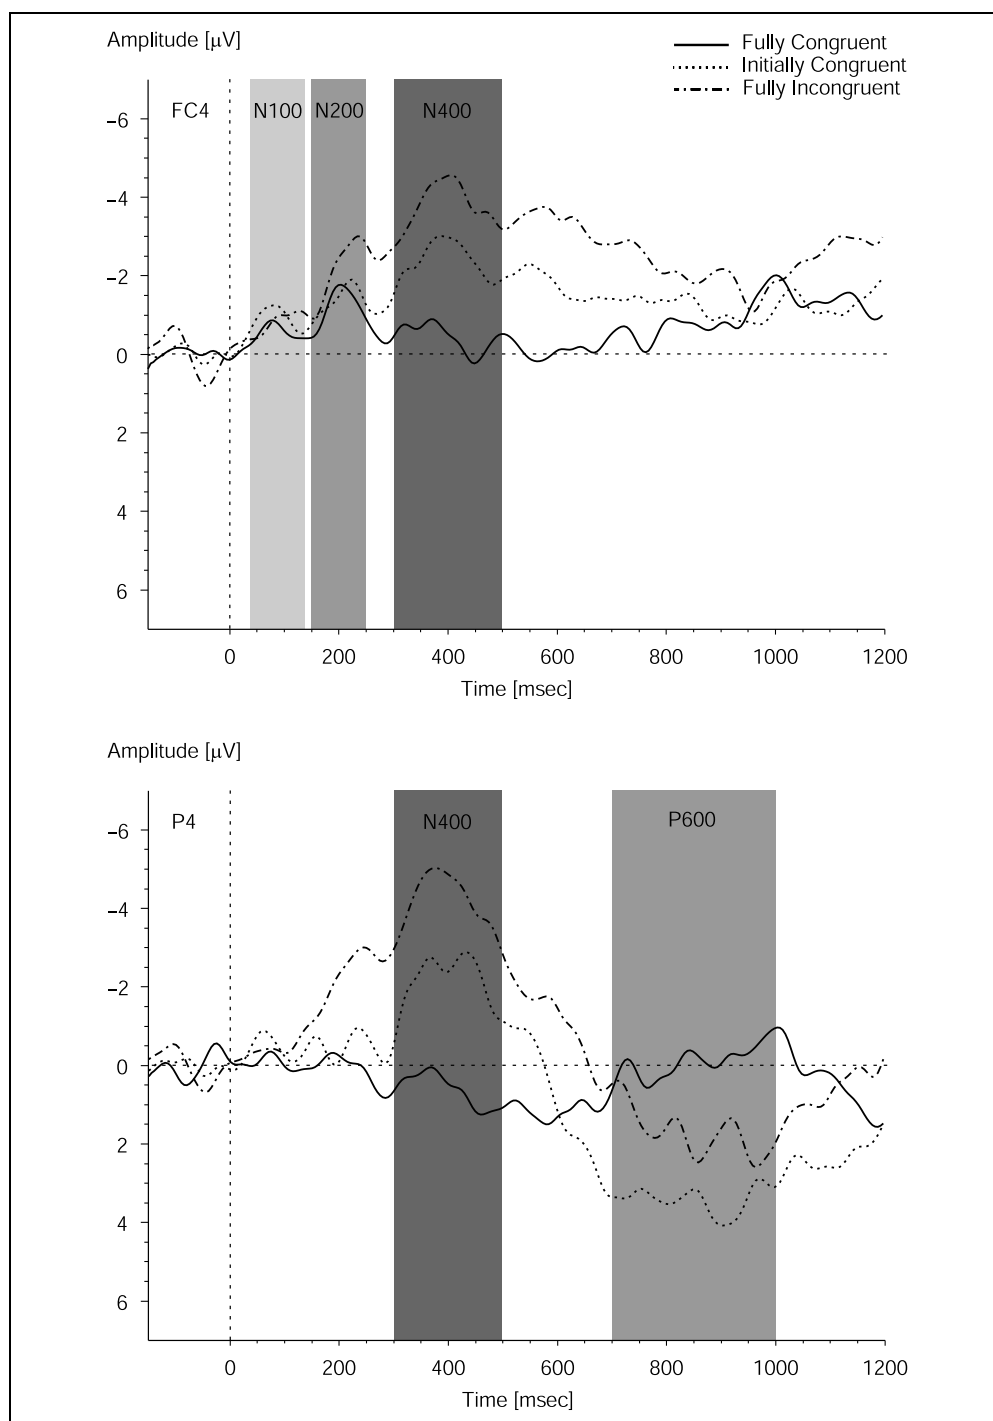 Amplitude [μV]
Fully Congruent
Initially Congruent
Fully Incongruent
FC4 N100 N200 N400
-6
-4
-2
0
2
4
6
0 200 400 600 800 1000 1200
Time [msec]
Amplitude [μV]
P4 N400 P600
-6
-4
-2
0
2
4
6
0 200 400 600 800 1000 1200
Time [msec]